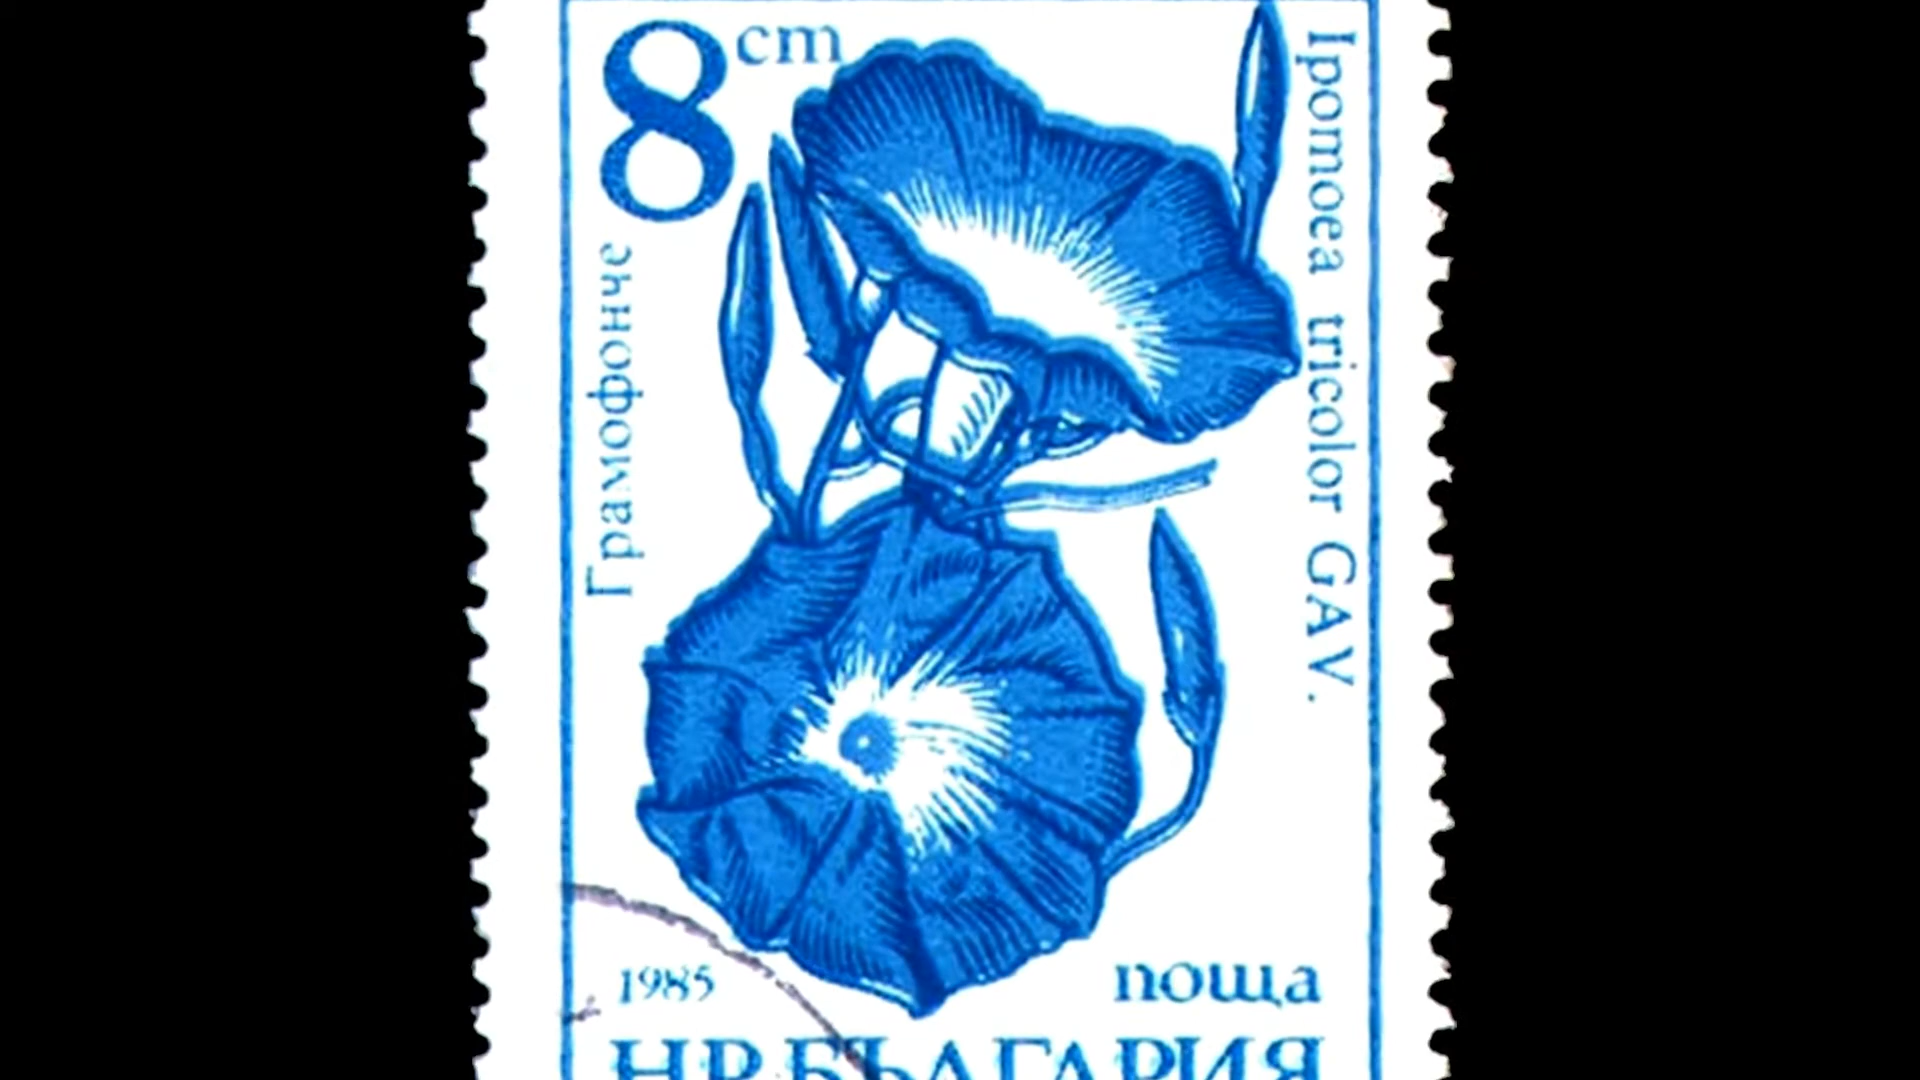 8 cm
Грамофонче
Ipomoea tricolor GAV.
1985
поща
НР БЪЛГАРИЯ